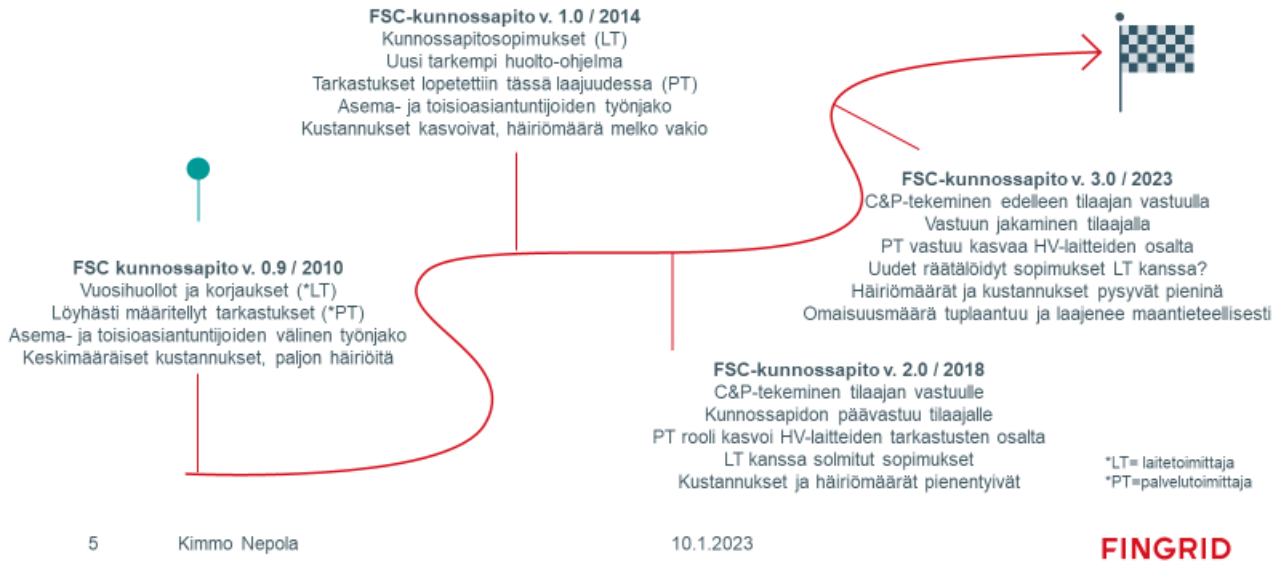 FSC-kunnossapito v. 1.0 / 2014
Kunnossapitosopimukset (LT)
Uusi tarkempi huolto-ohjelma
Tarkastukset lopetettiin tässä laajuudessa (PT)
Asema- ja toisioasiantuntijoiden työnjako
Kustannukset kasvoivat, häiriömäärä melko vakio
FSC kunnossapito v. 0.9 / 2010
Vuosihuollot ja korjaukset (*LT)
Löyhästi määritellyt tarkastukset (*PT)
Asema- ja toisioasiantuntijoiden välinen työnjako
Keskimääräiset kustannukset, paljon häiriöitä
FSC-kunnossapito v. 3.0 / 2023
C&P-tekeminen edelleen tilaajan vastuulla
Vastuun jakaminen tilaajalla
PT vastuu kasvaa HV-laitteiden osalta
Uudet räätälöidyt sopimukset LT kanssa?
Häiriömäärät ja kustannukset pysyvät pieninä
Omaisuusmäärä tuplaantuu ja laajenee maantieteellisesti
FSC-kunnossapito v. 2.0 / 2018
C&P-tekeminen tilaajan vastuulle
Kunnossapidon päävastuu tilaajalle
PT rooli kasvoi HV-laitteiden tarkastusten osalta
LT kanssa solmitut sopimukset
Kustannukset ja häiriömäärät pienentyivät
*LT= laitetoimittaja
*PT=palvelutoimittaja
5 Kimmo Nepola 10.1.2023 FINGRID